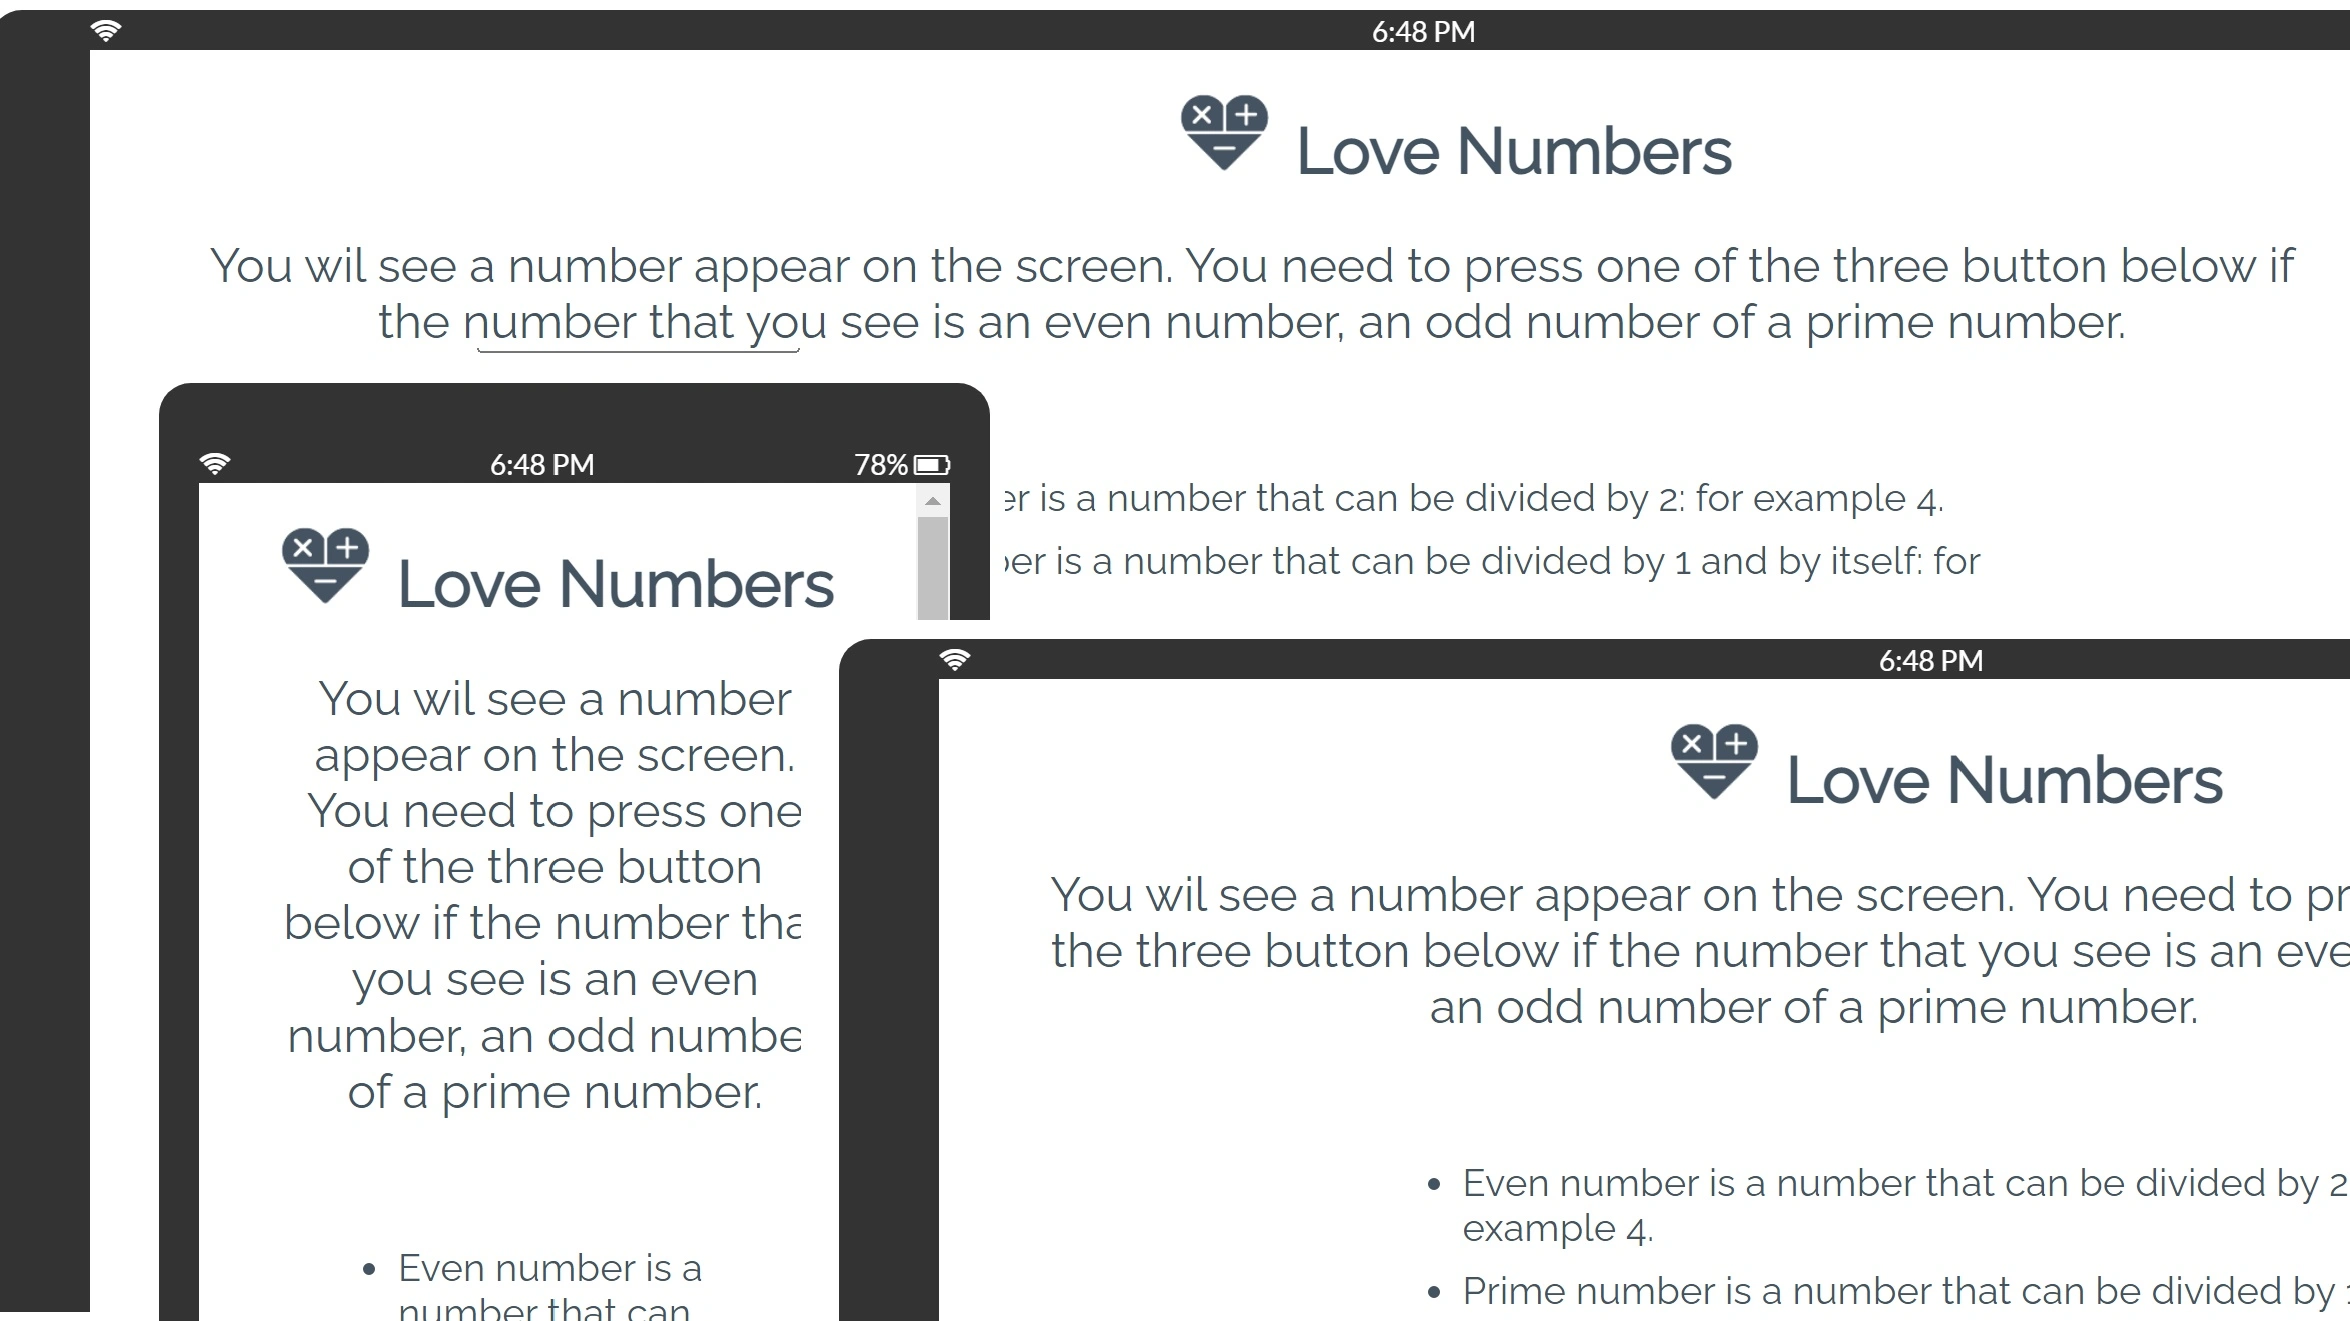 6:48 PM
Love Numbers
You wil see a number appear on the screen. You need to press one of the three button below if
the number that you see is an even number, an odd number of a prime number.
er is a number that can be divided by 2: for example 4.
er is a number that can be divided by 1 and by itself: for
6:48 PM 78%
Love Numbers
You wil see a number
appear on the screen.
You need to press one
of the three button
below if the number tha
you see is an even
number, an odd numbe
of a prime number.
• Even number is a
number that can
6:48 PM
Love Numbers
You wil see a number appear on the screen. You need to pr
the three button below if the number that you see is an eve
an odd number of a prime number.
• Even number is a number that can be divided by 2
example 4.
• Prime number is a number that can be divided by 1